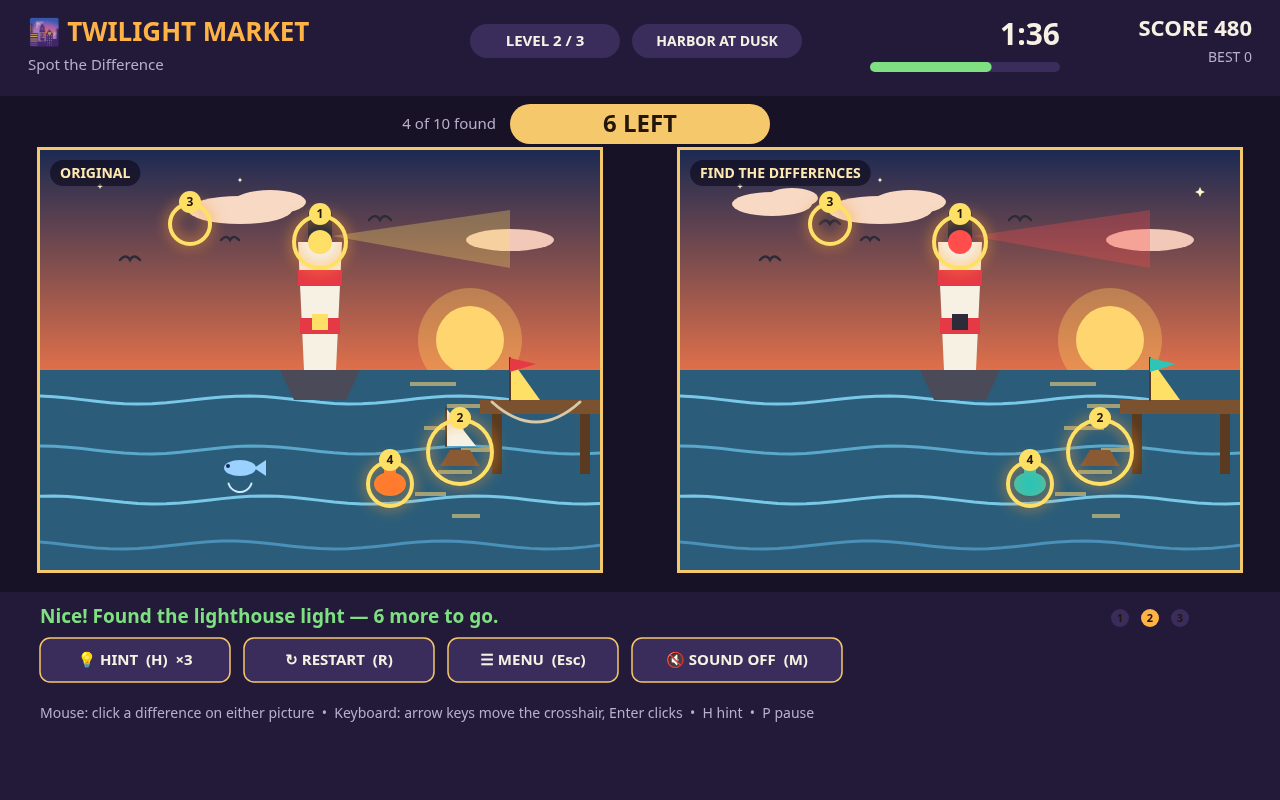 TWILIGHT MARKET
Spot the Difference
LEVEL 2 / 3
HARBOR AT DUSK
1:36
SCORE 480
BEST 0
4 of 10 found
6 LEFT
ORIGINAL
3
1
2
4
FIND THE DIFFERENCES
3
1
2
4
Nice! Found the lighthouse light — 6 more to go.
1 2 3
💡 HINT (H) ×3
↻ RESTART (R)
☰ MENU (Esc)
🔇 SOUND OFF (M)
Mouse: click a difference on either picture • Keyboard: arrow keys move the crosshair, Enter clicks • H hint • P pause